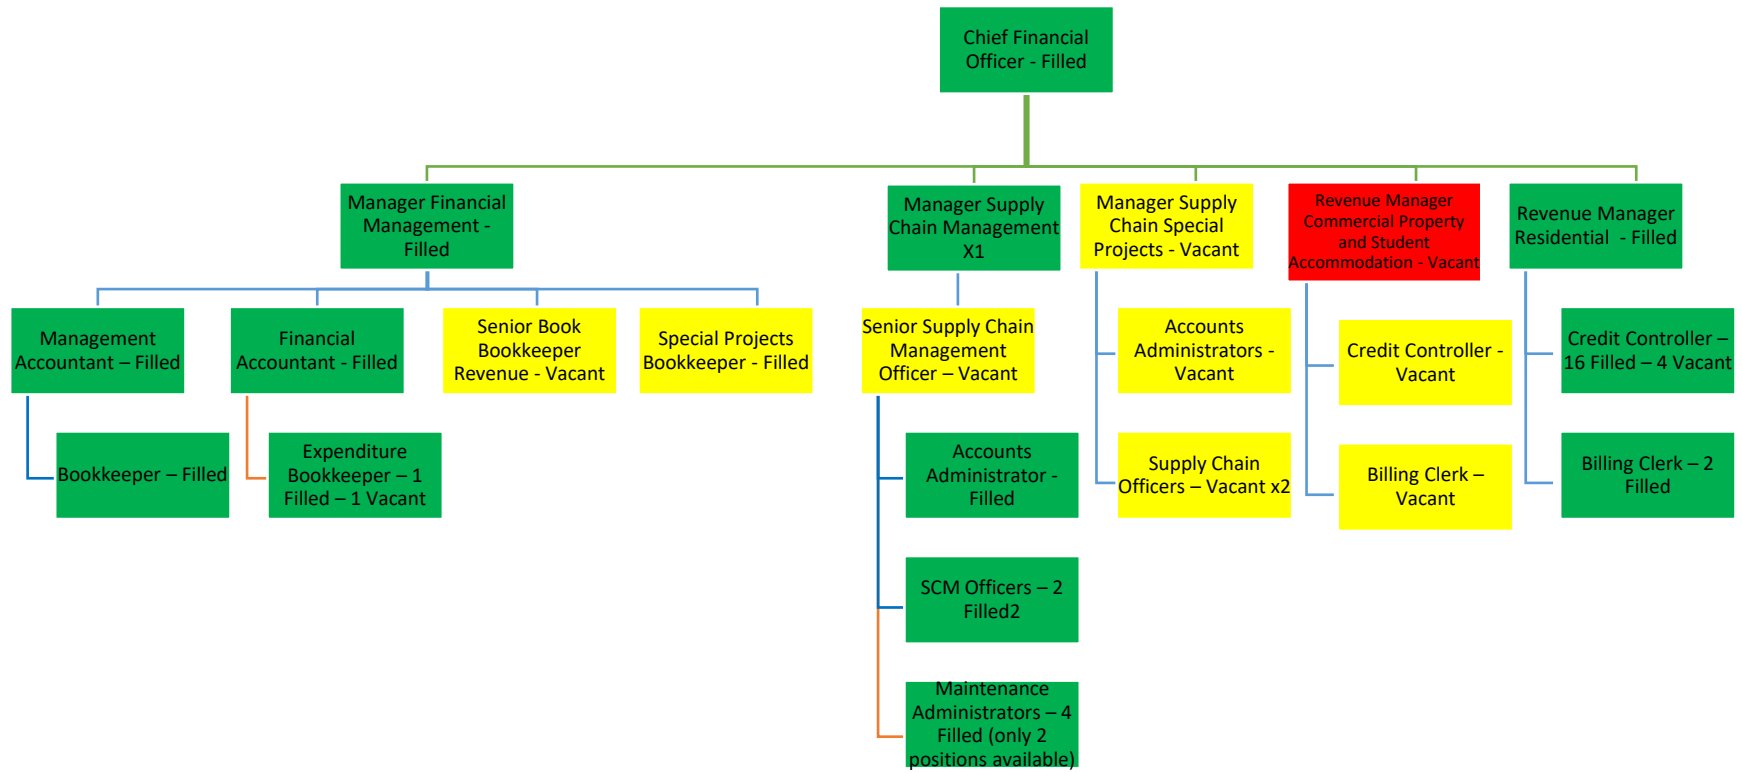 Chief Financial
Officer - Filled
Manager Financial
Management -
Filled
Manager Supply
Chain Management
X1
Manager Supply
Chain Special
Projects - Vacant
Revenue Manager
Commercial Property
and Student
Accommodation - Vacant
Revenue Manager
Residential - Filled
Management
Accountant – Filled
Financial
Accountant - Filled
Senior Book
Bookkeeper
Revenue - Vacant
Special Projects
Bookkeeper - Filled
Senior Supply Chain
Management
Officer – Vacant
Accounts
Administrators -
Vacant
Credit Controller -
Vacant
Credit Controller –
16 Filled – 4 Vacant
Bookkeeper – Filled
Expenditure
Bookkeeper – 1
Filled – 1 Vacant
Accounts
Administrator -
Filled
Supply Chain
Officers – Vacant x2
Billing Clerk –
Vacant
Billing Clerk – 2
Filled
SCM Officers – 2
Filled2
Maintenance
Administrators – 4
Filled (only 2
positions available)